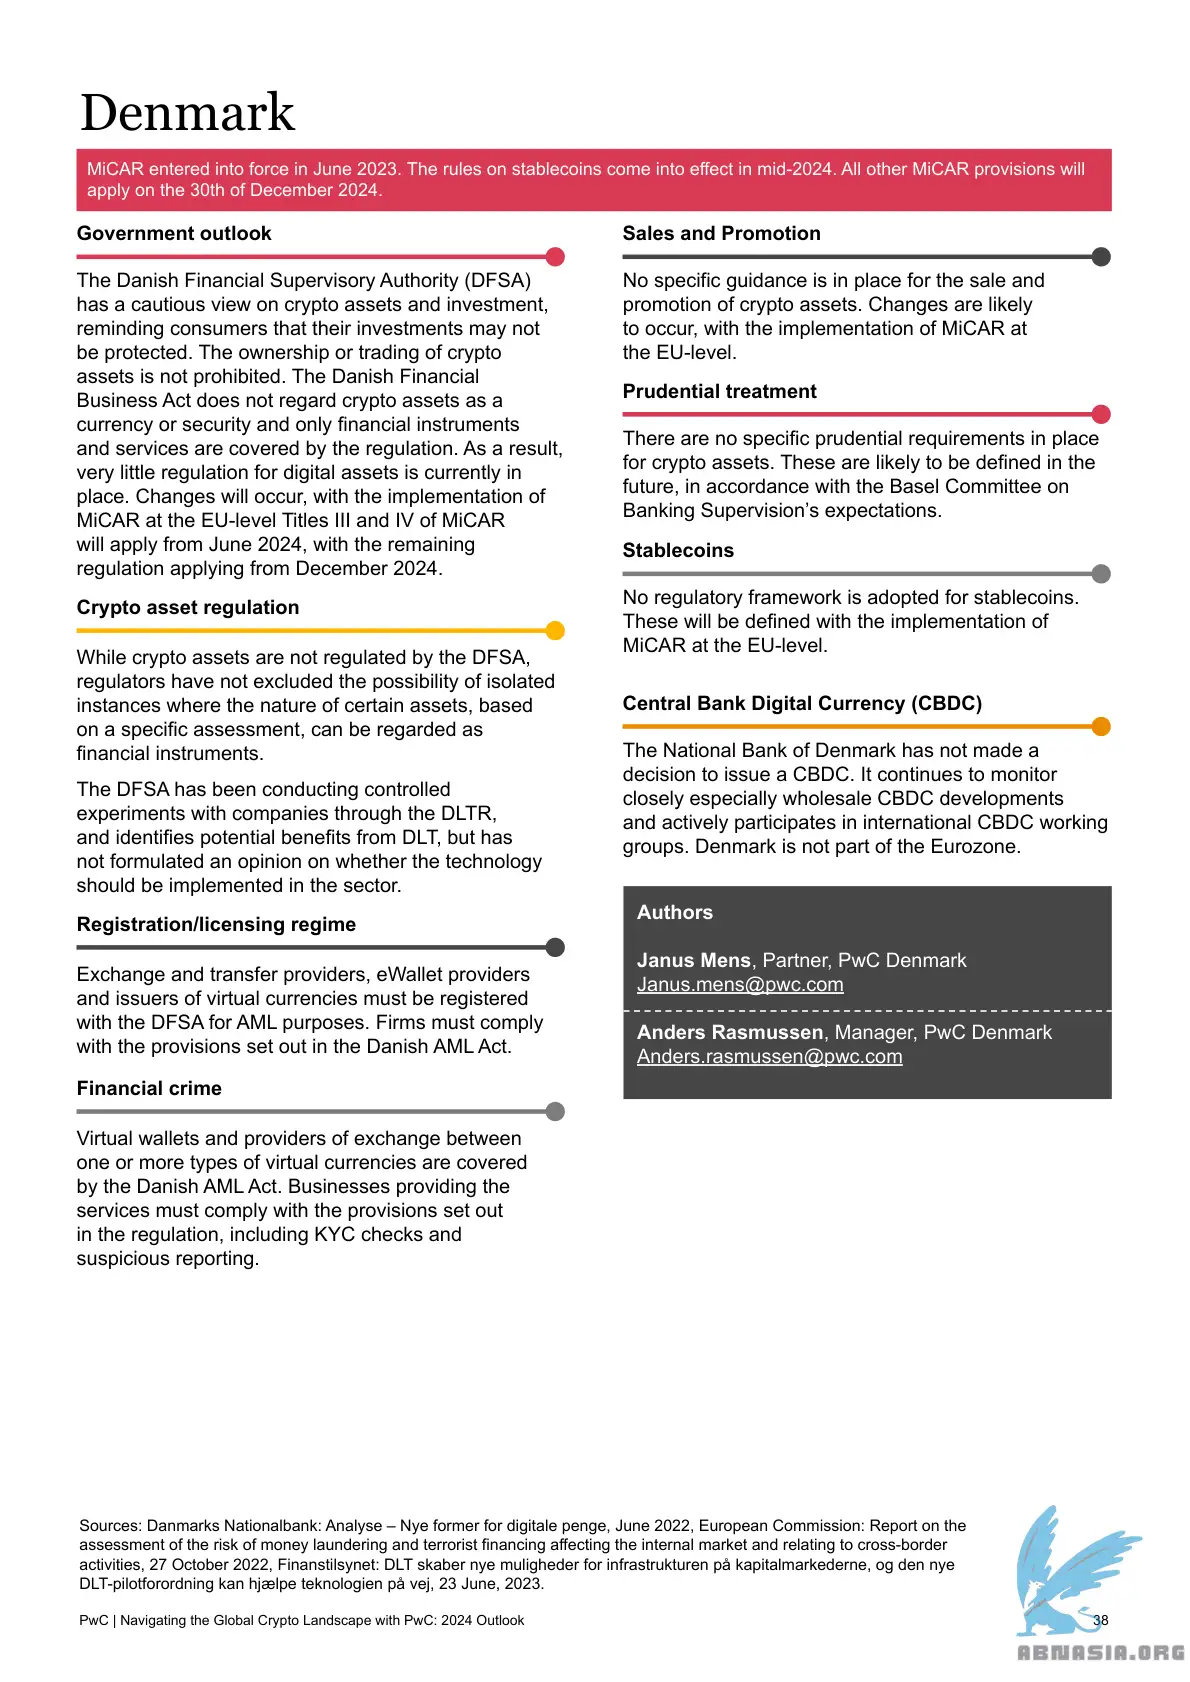 Denmark
MiCAR entered into force in June 2023. The rules on stablecoins come into effect in mid-2024. All other MiCAR provisions will
apply on the 30th of December 2024.
Government outlook
The Danish Financial Supervisory Authority (DFSA)
has a cautious view on crypto assets and investment,
reminding consumers that their investments may not
be protected. The ownership or trading of crypto
assets is not prohibited. The Danish Financial
Business Act does not regard crypto assets as a
currency or security and only financial instruments
and services are covered by the regulation. As a result,
very little regulation for digital assets is currently in
place. Changes will occur, with the implementation of
MiCAR at the EU-level Titles III and IV of MiCAR
will apply from June 2024, with the remaining
regulation applying from December 2024.
Crypto asset regulation
While crypto assets are not regulated by the DFSA,
regulators have not excluded the possibility of isolated
instances where the nature of certain assets, based
on a specific assessment, can be regarded as
financial instruments.
The DFSA has been conducting controlled
experiments with companies through the DLTR,
and identifies potential benefits from DLT, but has
not formulated an opinion on whether the technology
should be implemented in the sector.
Registration/licensing regime
Exchange and transfer providers, eWallet providers
and issuers of virtual currencies must be registered
with the DFSA for AML purposes. Firms must comply
with the provisions set out in the Danish AML Act.
Financial crime
Virtual wallets and providers of exchange between
one or more types of virtual currencies are covered
by the Danish AML Act. Businesses providing the
services must comply with the provisions set out
in the regulation, including KYC checks and
suspicious reporting.
Sales and Promotion
No specific guidance is in place for the sale and
promotion of crypto assets. Changes are likely
to occur, with the implementation of MiCAR at
the EU-level.
Prudential treatment
There are no specific prudential requirements in place
for crypto assets. These are likely to be defined in the
future, in accordance with the Basel Committee on
Banking Supervision’s expectations.
Stablecoins
No regulatory framework is adopted for stablecoins.
These will be defined with the implementation of
MiCAR at the EU-level.
Central Bank Digital Currency (CBDC)
The National Bank of Denmark has not made a
decision to issue a CBDC. It continues to monitor
closely especially wholesale CBDC developments
and actively participates in international CBDC working
groups. Denmark is not part of the Eurozone.
Authors
Janus Mens, Partner, PwC Denmark
Janus.mens@pwc.com
Anders Rasmussen, Manager, PwC Denmark
Anders.rasmussen@pwc.com
Sources: Danmarks Nationalbank: Analyse – Nye former for digitale penge, June 2022, European Commission: Report on the
assessment of the risk of money laundering and terrorist financing affecting the internal market and relating to cross-border
activities, 27 October 2022, Finanstilsynet: DLT skaber nye muligheder for infrastrukturen på kapitalmarkederne, og den nye
DLT-pilotforordning kan hjælpe teknologien på vej, 23 June, 2023.
PwC | Navigating the Global Crypto Landscape with PwC: 2024 Outlook
38
ABNASIA.ORG